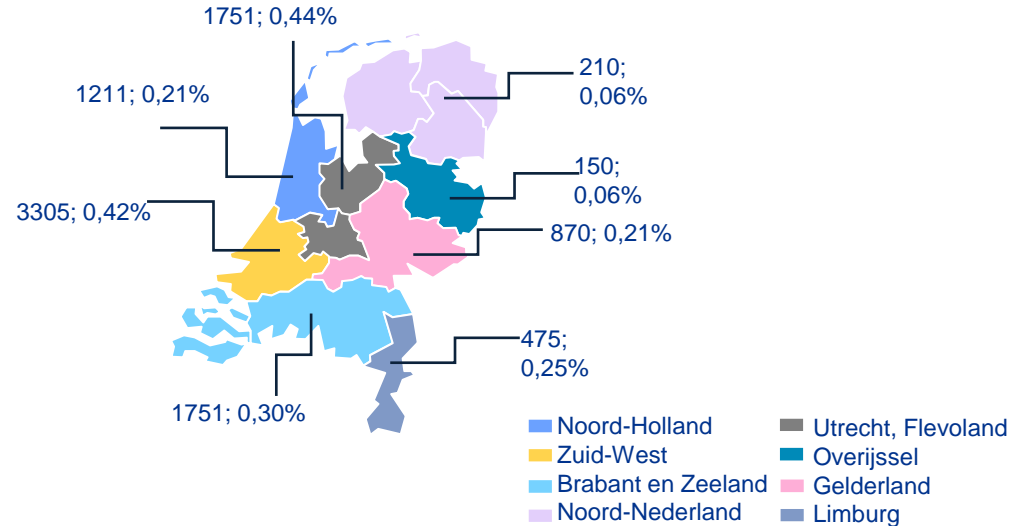 1751; 0,44%
210;
0,06%
1211; 0,21%
150;
0,06%
3305; 0,42%
870; 0,21%
475;
0,25%
1751; 0,30%
Noord-Holland
Zuid-West
Brabant en Zeeland
Noord-Nederland
Utrecht, Flevoland
Overijssel
Gelderland
Limburg